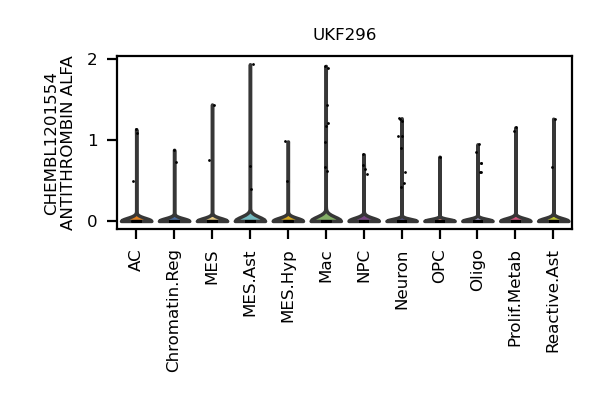 UKF296
CHEMBL1201554
ANTITHROMBIN ALFA
2
1
0
AC
Chromatin.Reg
MES
MES.Ast
MES.Hyp
Mac
NPC
Neuron
OPC
Oligo
Prolif.Metab
Reactive.Ast